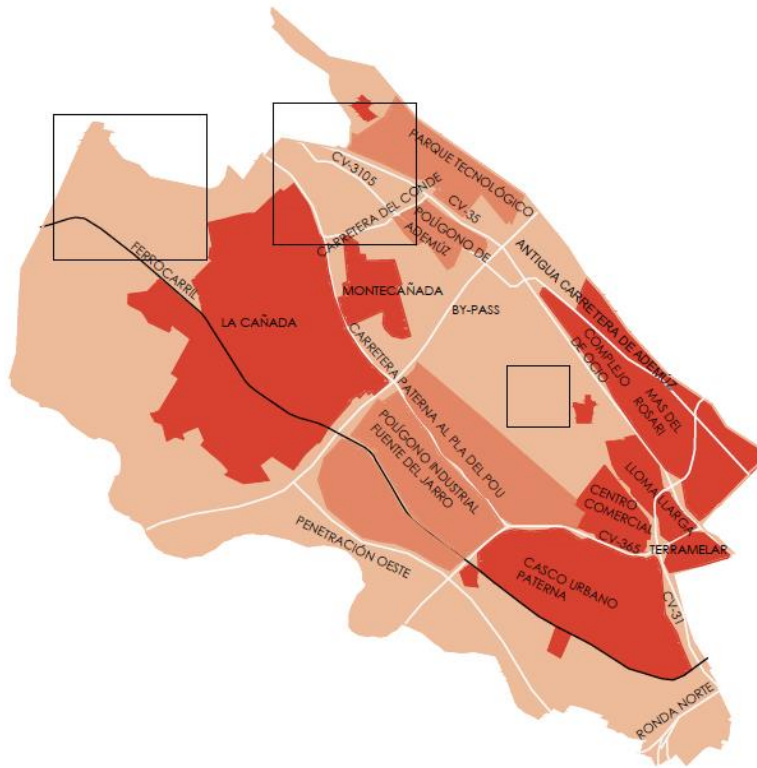 PARQUE TECNOLÓGICO
CV-3105
CARRETERA DEL CONDE
CV-35
POLÍGONO DE
ADEMÚZ
ANTIGUA CARRETERA DE ADEMÚZ
FERROCARRIL
MONTECAÑADA
BY-PASS
LA CAÑADA
CARRETERA PATERNA AL PLA DEL POU
COMPLEJO
DE OCIO
MAS DEL
ROSARI
POLÍGONO INDUSTRIAL
FUENTE DEL JARRO
LLOMA LLARGA
CENTRO
COMERCIAL
CV-365
TERRAMELAR
PENETRACIÓN OESTE
CASCO URBANO
PATERNA
CV-31
RONDA NORTE